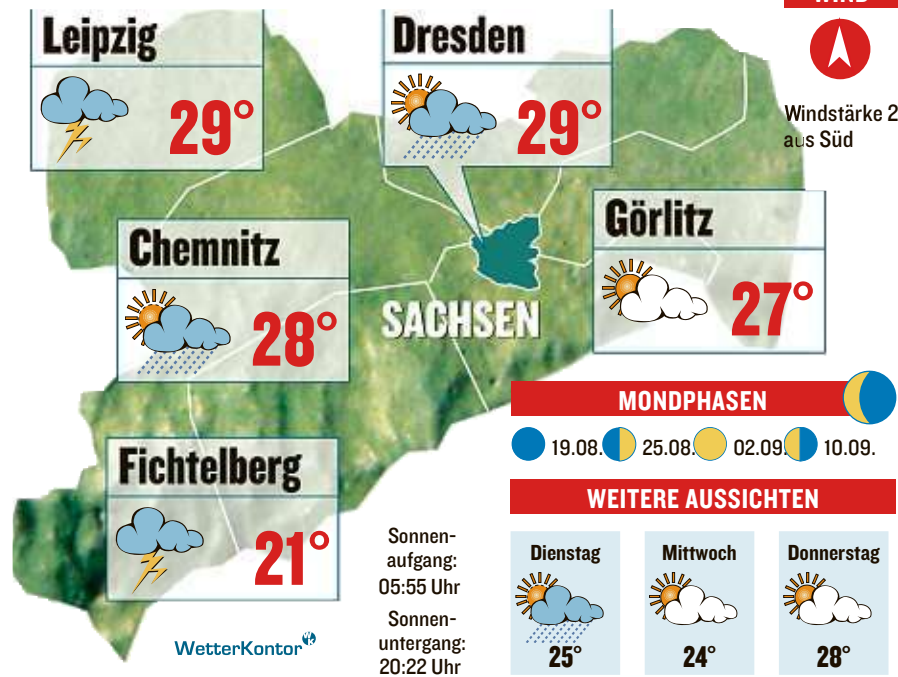 WIND
Leipzig
29°
Dresden
29°
Windstärke 2
aus Süd
Görlitz
27°
Chemnitz
28°
SACHSEN
Fichtelberg
21°
MONDPHASEN
19.08. 25.08. 02.09. 10.09.
WEITERE AUSSICHTEN
Dienstag
25°
Mittwoch
24°
Donnerstag
28°
Sonnen-
aufgang:
05:55 Uhr
Sonnen-
untergang:
20:22 Uhr
WetterKontor